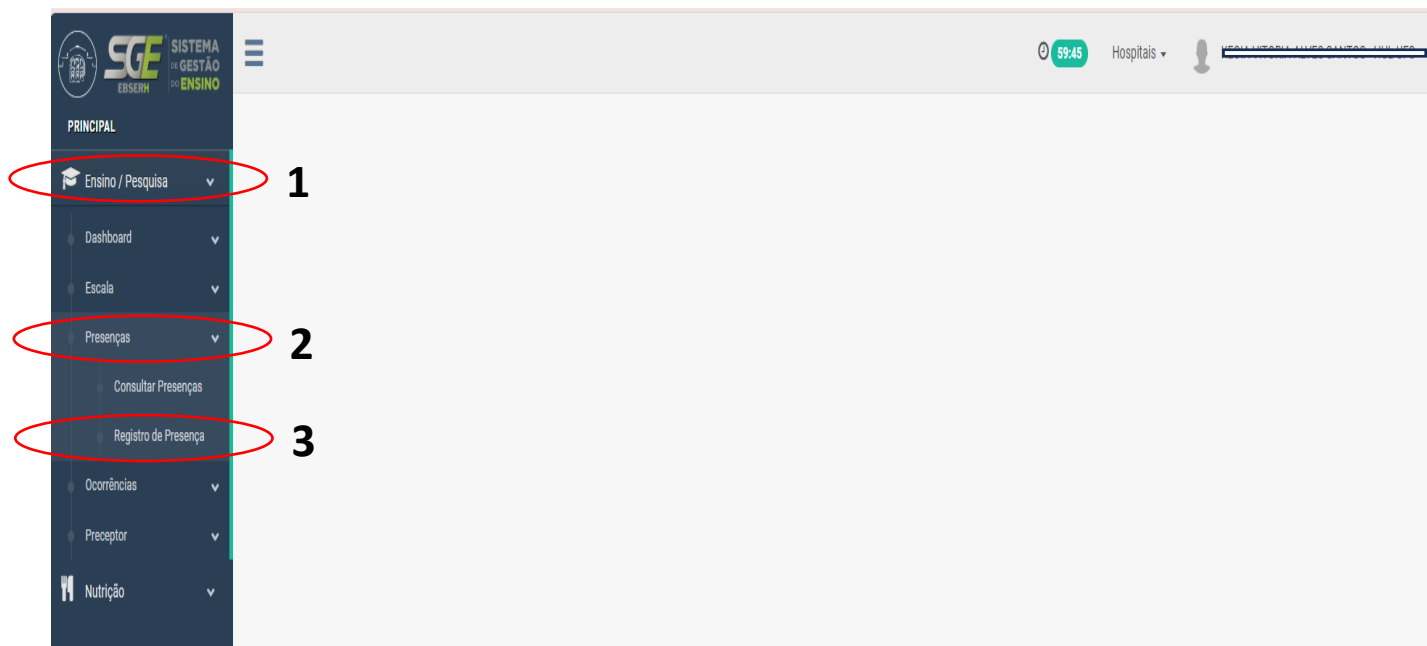 SGE
EBSERH
SISTEMA
DE GESTÃO
DO ENSINO
59:45
Hospitais
PRINCIPAL
Ensino / Pesquisa
1
Dashboard
Escala
Presenças
2
Consultar Presenças
Registro de Presença
3
Ocorrências
Preceptor
Nutrição